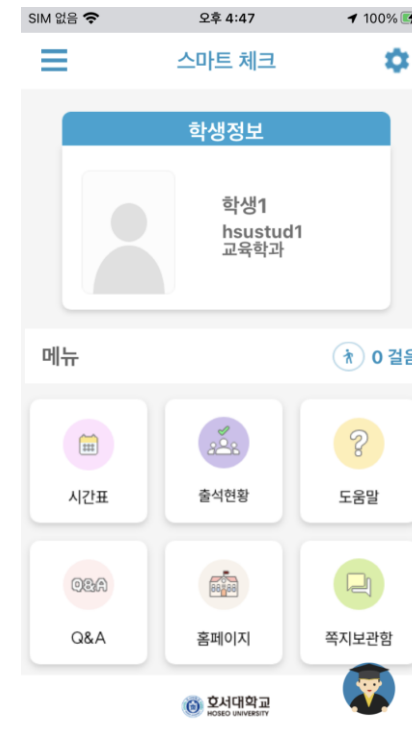 SIM 없음 오후 4:47 100%
스마트 체크
학생정보
학생1
hsustud1
교육학과
메뉴 0 걸음
시간표 출석현황 도움말
Q&A
Q&A 홈페이지 쪽지보관함
호서대학교
HOSEO UNIVERSITY